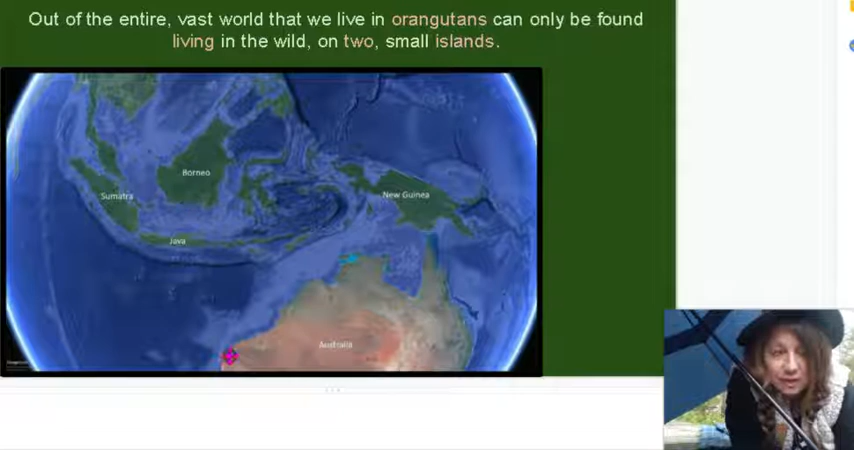 Out of the entire, vast world that we live in orangutans can only be found
living in the wild, on two, small islands.
Borneo
Sumatra
New Guinea
Java
Australia